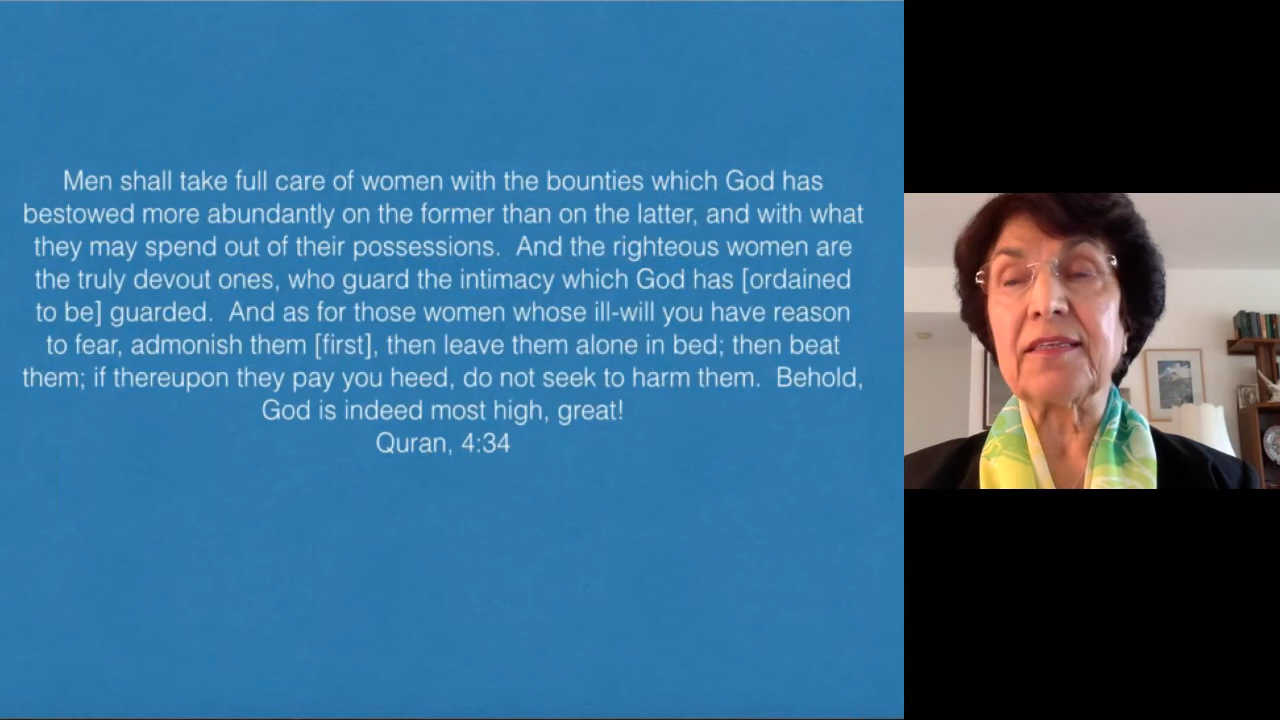 Men shall take full care of women with the bounties which God has
bestowed more abundantly on the former than on the latter, and with what
they may spend out of their possessions.  And the righteous women are
the truly devout ones, who guard the intimacy which God has [ordained
to be] guarded.  And as for those women whose ill-will you have reason
to fear, admonish them [first], then leave them alone in bed; then beat
them; if thereupon they pay you heed, do not seek to harm them.  Behold,
God is indeed most high, great!
Quran, 4:34